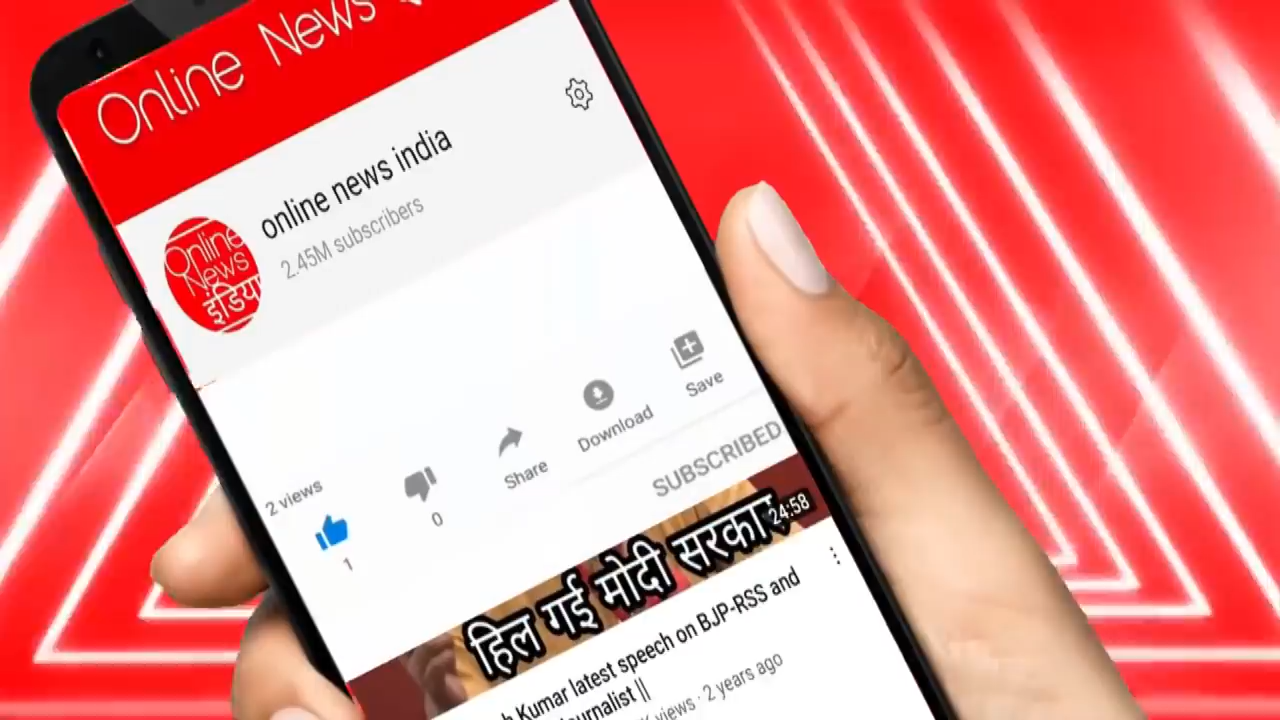 Online News
online news india
2.45M subscribers
Online
News
इंडिया
2 views
1
0
Share
Download
Save
SUBSCRIBED
24:58
हिल गई मोदी सरकार
Kumar latest speech on BJP-RSS and
||
views · 2 years ago